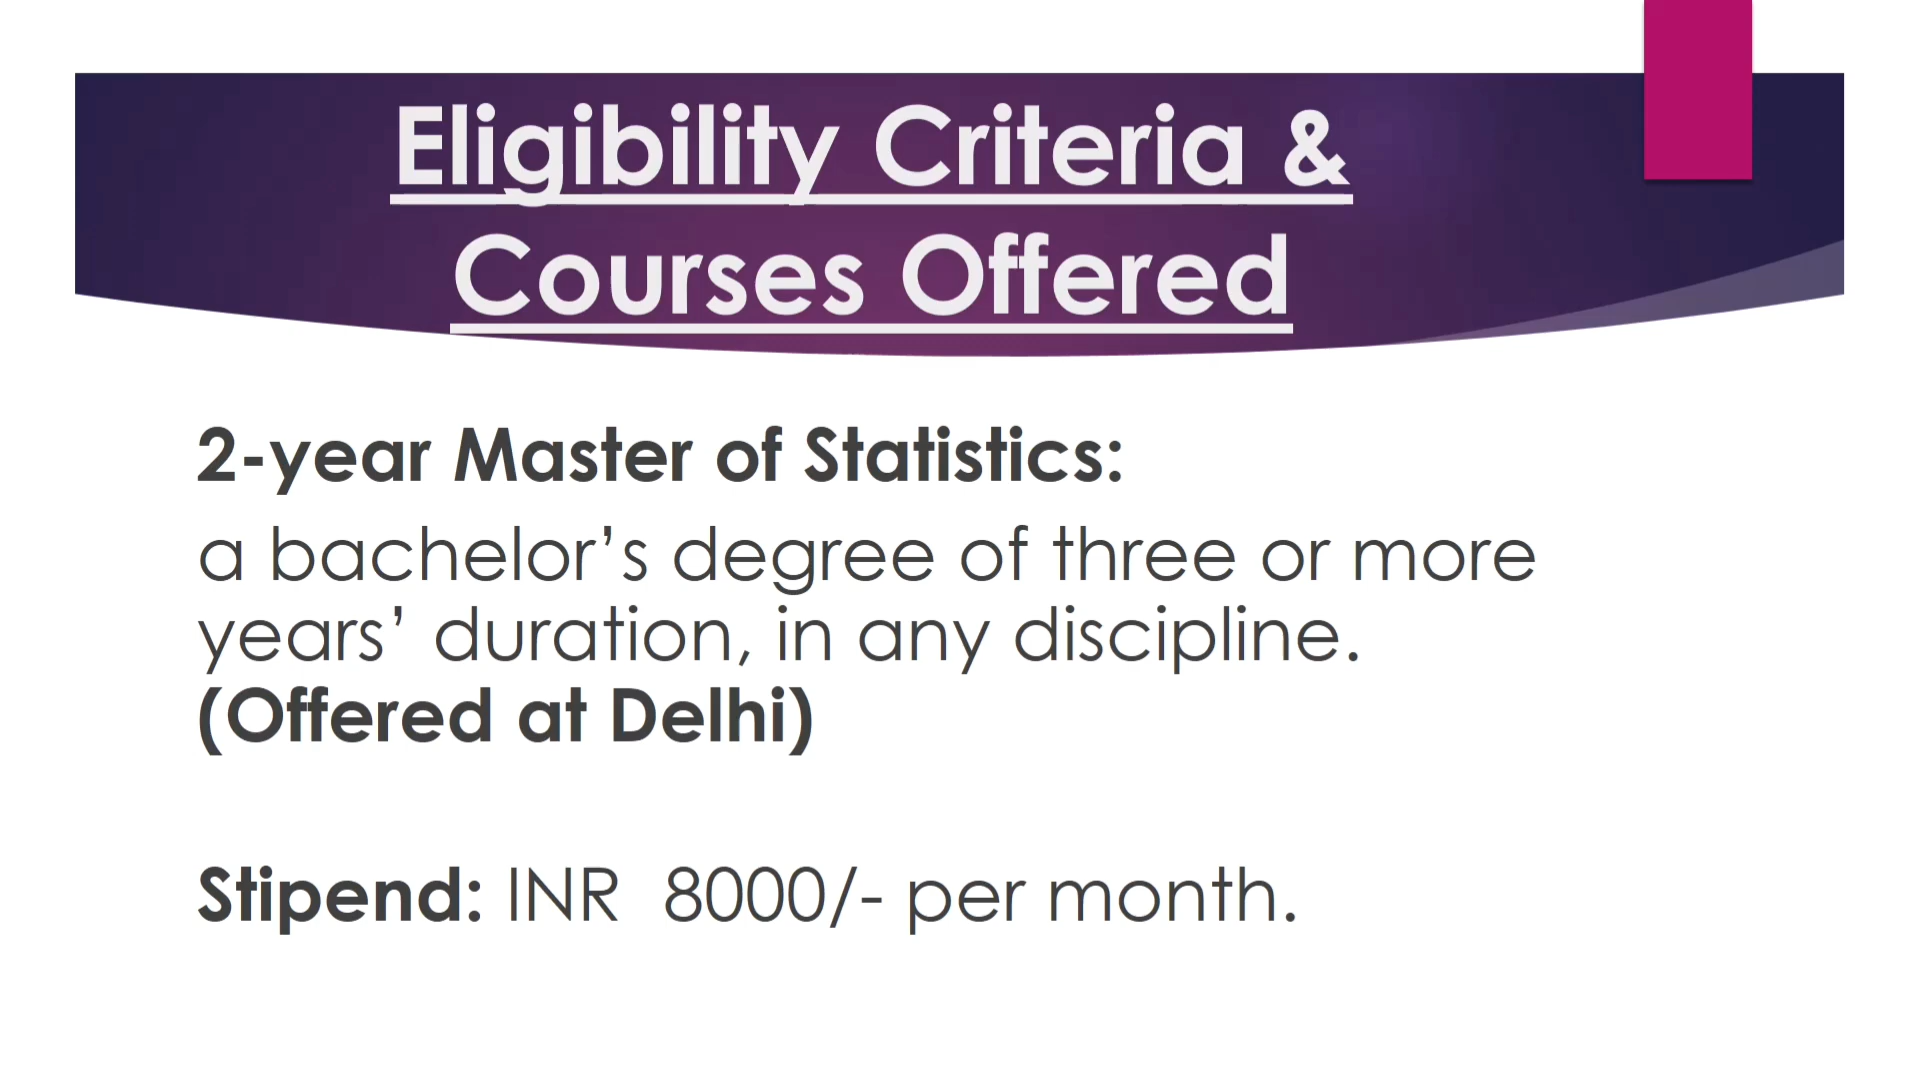 Eligibility Criteria &
Courses Offered
2-year Master of Statistics:
a bachelor’s degree of three or more
years’ duration, in any discipline.
(Offered at Delhi)
Stipend: INR  8000/- per month.